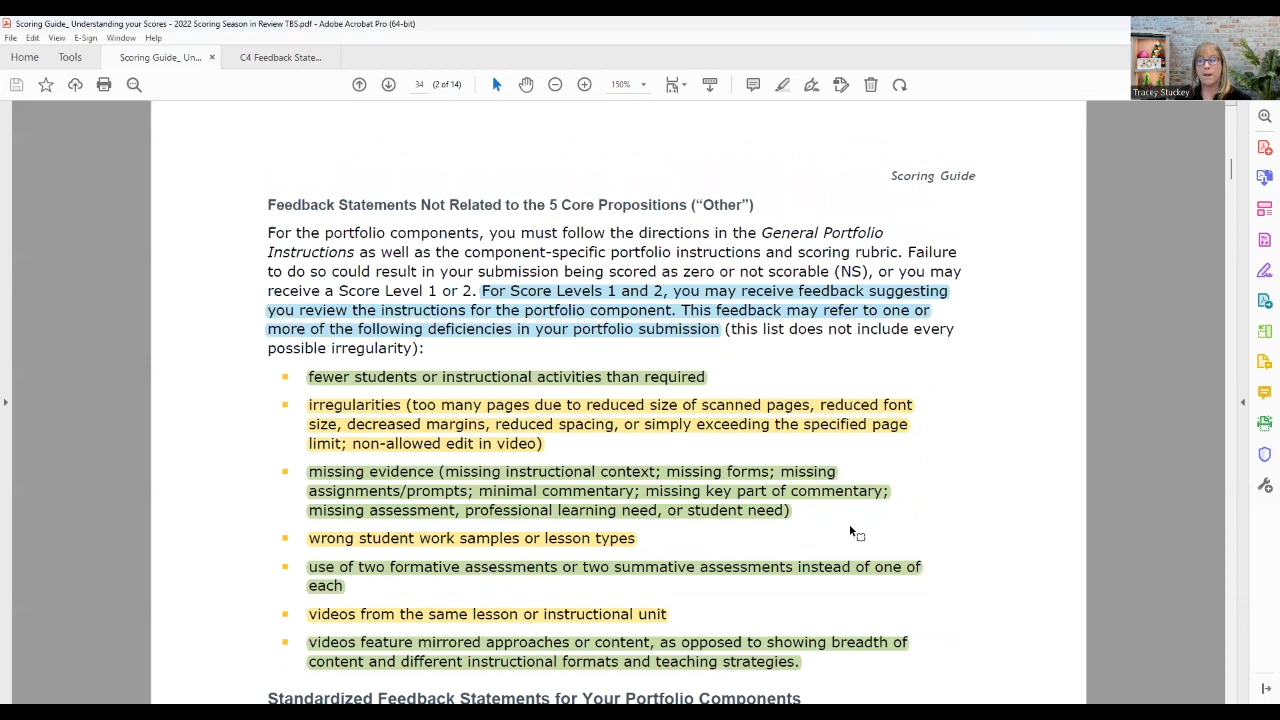 Scoring Guide_ Understanding your Scores - 2022 Scoring Season in Review TBS.pdf - Adobe Acrobat Pro (64-bit)
File Edit View E-Sign Window Help
Home Tools Scoring Guide_ Un... × C4 Feedback State...
34 (2 of 14) 150%
Tracey Stuckey
Scoring Guide
Feedback Statements Not Related to the 5 Core Propositions (“Other”)
For the portfolio components, you must follow the directions in the General Portfolio
Instructions as well as the component-specific portfolio instructions and scoring rubric. Failure
to do so could result in your submission being scored as zero or not scorable (NS), or you may
receive a Score Level 1 or 2. For Score Levels 1 and 2, you may receive feedback suggesting
you review the instructions for the portfolio component. This feedback may refer to one or
more of the following deficiencies in your portfolio submission (this list does not include every
possible irregularity):
fewer students or instructional activities than required
irregularities (too many pages due to reduced size of scanned pages, reduced font
size, decreased margins, reduced spacing, or simply exceeding the specified page
limit; non-allowed edit in video)
missing evidence (missing instructional context; missing forms; missing
assignments/prompts; minimal commentary; missing key part of commentary;
missing assessment, professional learning need, or student need)
wrong student work samples or lesson types
use of two formative assessments or two summative assessments instead of one of
each
videos from the same lesson or instructional unit
videos feature mirrored approaches or content, as opposed to showing breadth of
content and different instructional formats and teaching strategies.
Standardized Feedback Statements for Your Portfolio Components